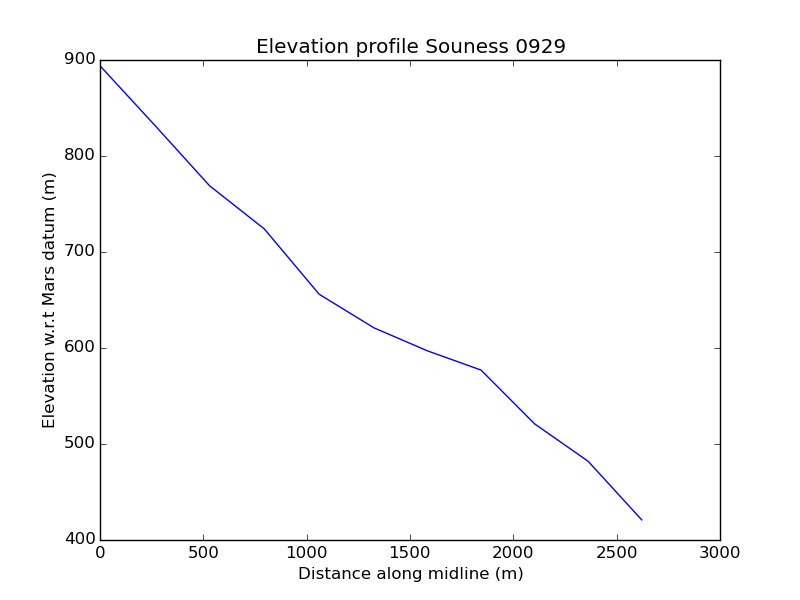 Elevation profile Souness 0929
900
800
700
600
500
400
Elevation w.r.t Mars datum (m)
0 500 1000 1500 2000 2500 3000
Distance along midline (m)